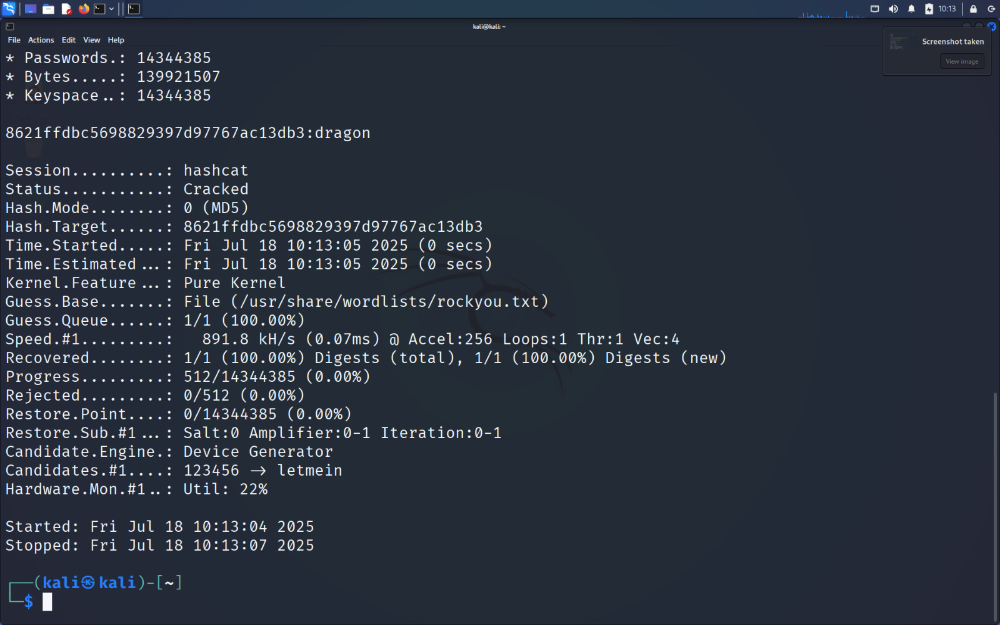 10:13
kali@kali: ~
File Actions Edit View Help
Screenshot taken
View image
* Passwords.: 14344385
* Bytes.....: 139921507
* Keyspace..: 14344385
File System
8621ffdbc5698829397d97767ac13db3:dragon
Session..........: hashcat
Status...........: Cracked
Hash.Mode........: 0 (MD5)
Hash.Target......: 8621ffdbc5698829397d97767ac13db3
Time.Started.....: Fri Jul 18 10:13:05 2025 (0 secs)
Time.Estimated...: Fri Jul 18 10:13:05 2025 (0 secs)
Kernel.Feature...: Pure Kernel
Guess.Base.......: File (/usr/share/wordlists/rockyou.txt)
Guess.Queue......: 1/1 (100.00%)
Speed.#1.........:   891.8 kH/s (0.07ms) @ Accel:256 Loops:1 Thr:1 Vec:4
Recovered........: 1/1 (100.00%) Digests (total), 1/1 (100.00%) Digests (new)
Progress.........: 512/14344385 (0.00%)
Rejected.........: 0/512 (0.00%)
Restore.Point....: 0/14344385 (0.00%)
Restore.Sub.#1...: Salt:0 Amplifier:0-1 Iteration:0-1
Candidate.Engine.: Device Generator
Candidates.#1....: 123456 -> letmein
Hardware.Mon.#1..: Util: 22%
Started: Fri Jul 18 10:13:04 2025
Stopped: Fri Jul 18 10:13:07 2025
┌──(kali㉿kali)-[~]
└─$